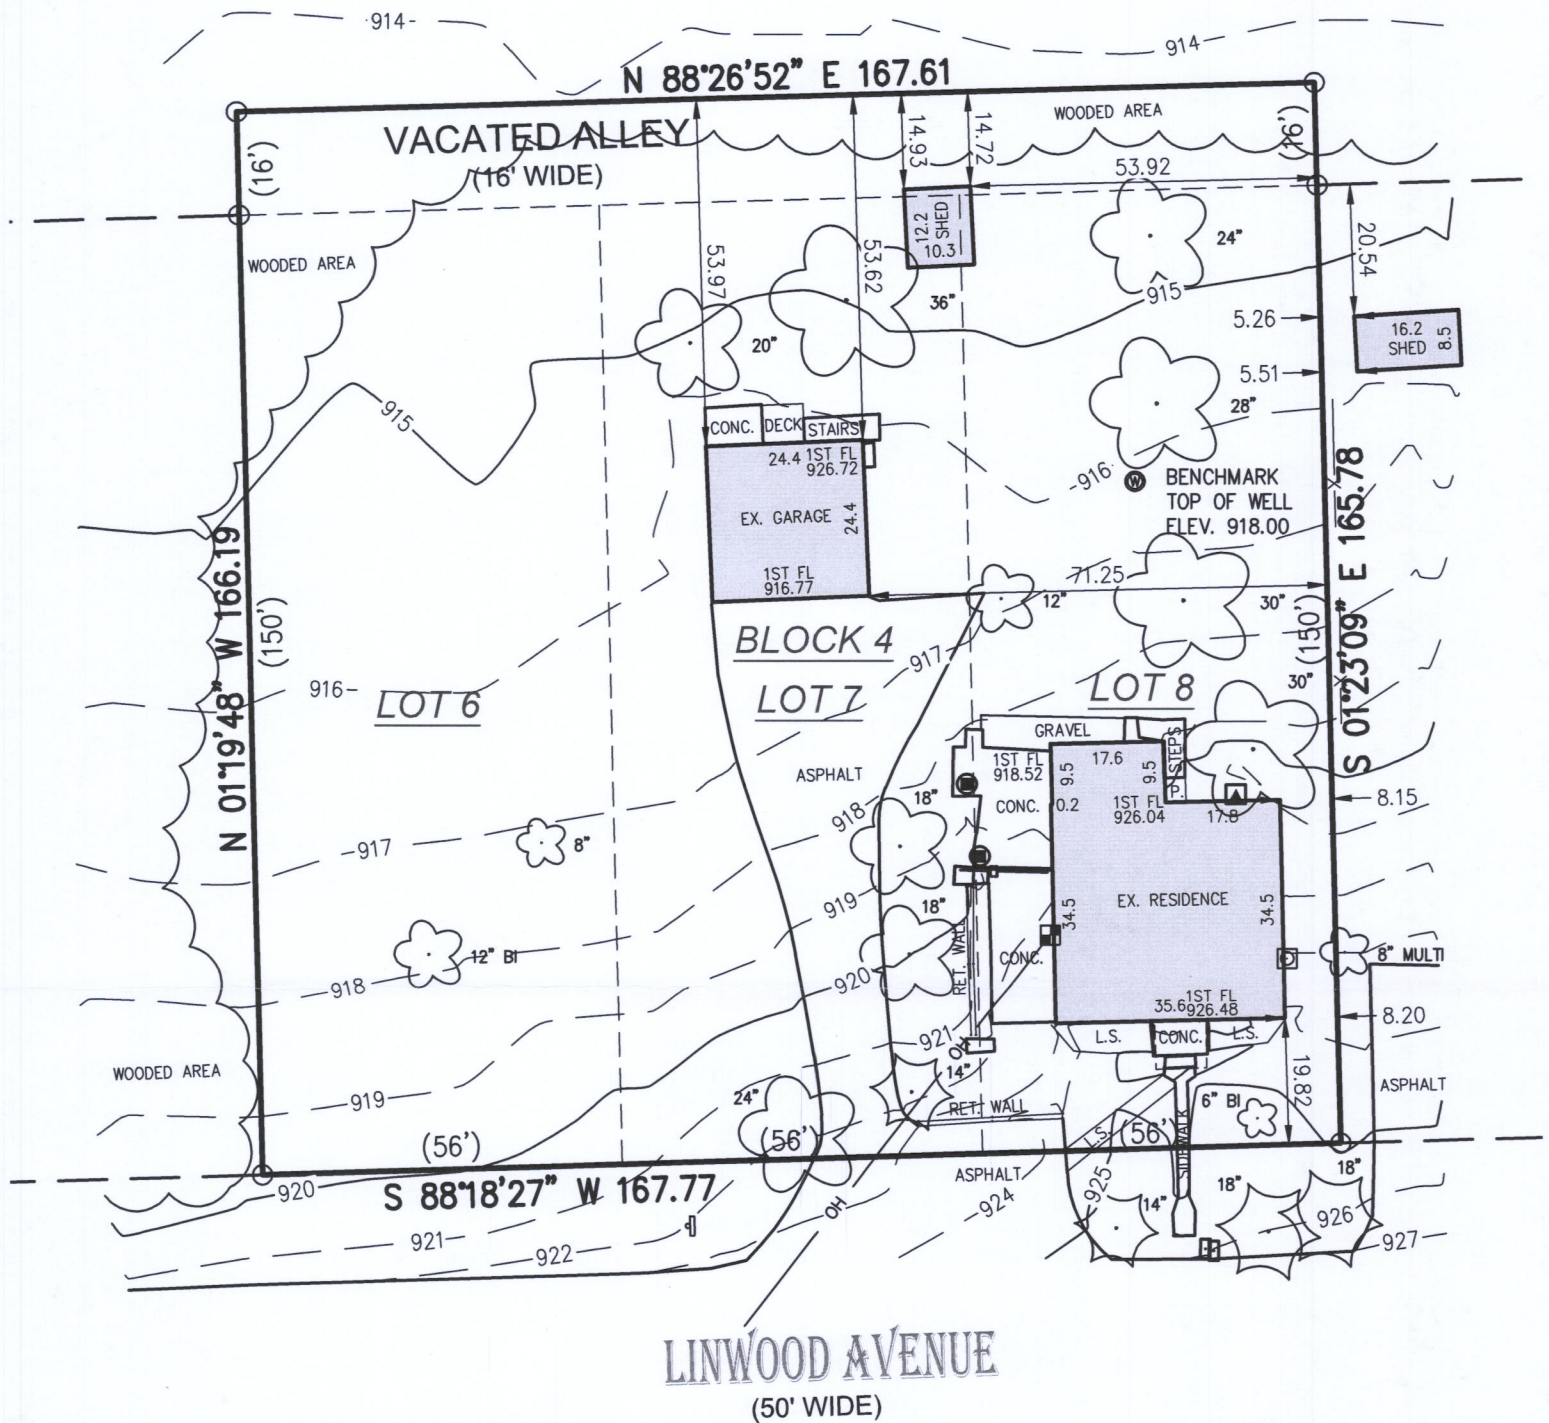 -914-
914
N 88°26'52" E 167.61
VACATED ALLEY
(16' WIDE)
(16')
(16')
WOODED AREA
14.93
14.72
53.92
WOODED AREA
12.2
SHED
10.3
24"
20.54
53.97
53.62
36"
915
5.26
16.2
SHED
8.5
20"
5.51
915
28"
CONC.
DECK
STAIRS
24.4
1ST FL
926.72
-916-
BENCHMARK
TOP OF WELL
ELEV. 918.00
W
EX. GARAGE
24.4
1ST FL
916.77
71.25
12"
30"
N 01°19'48" W 166.19
(150')
S 01°23'09" E 165.78
(150')
BLOCK 4
917
916-
LOT 6
LOT 7
LOT 8
30"
GRAVEL
STEPS
17.6
1ST FL
918.52
9.5
9.5
P.
ASPHALT
18"
CONC.
0.2
1ST FL
926.04
17.8
8.15
918
-917
8"
919
18"
EX. RESIDENCE
34.5
34.5
12" BI
RET. WALL
CONC.
8" MULTI
918
920
35.6
1ST FL
926.48
8.20
921
OH
L.S.
CONC.
L.S.
14"
19.82
WOODED AREA
ASPHALT
919
24"
RET. WALL
6" BI
(56')
(56')
L.S.
(56')
SIDEWALK
ASPHALT
18"
920
S 88°18'27" W 167.77
925
14"
18"
OH
-924
926
921
922
927
LINWOOD AVENUE
(50' WIDE)